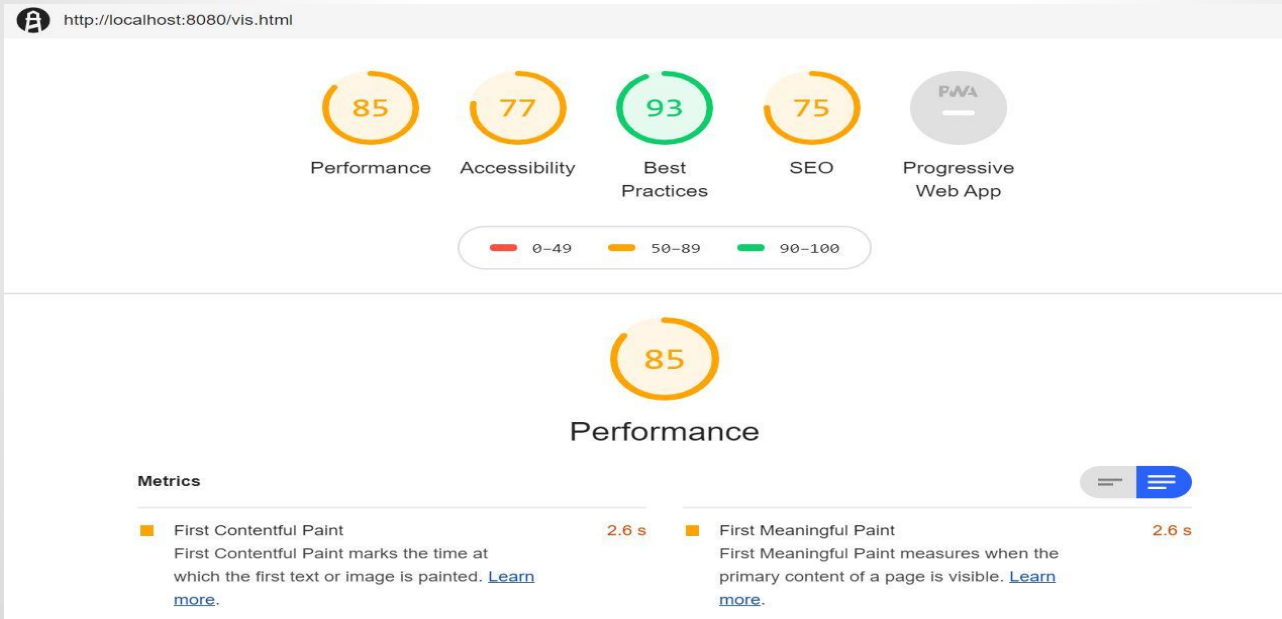 http://localhost:8080/vis.html
85 77 93 75 PWA
Performance Accessibility Best Practices SEO Progressive Web App
0–49 50–89 90–100
85
Performance
Metrics
First Contentful Paint 2.6 s
First Contentful Paint marks the time at
which the first text or image is painted. Learn
more.
First Meaningful Paint 2.6 s
First Meaningful Paint measures when the
primary content of a page is visible. Learn
more.